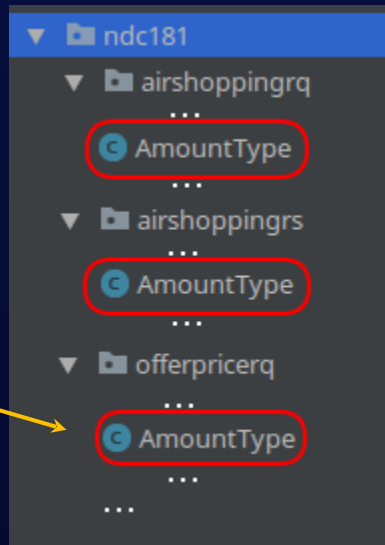 ndc181
airshoppingrq
...
C AmountType
...
airshoppingrs
...
C AmountType
...
offerpricerq
...
C AmountType
...
...